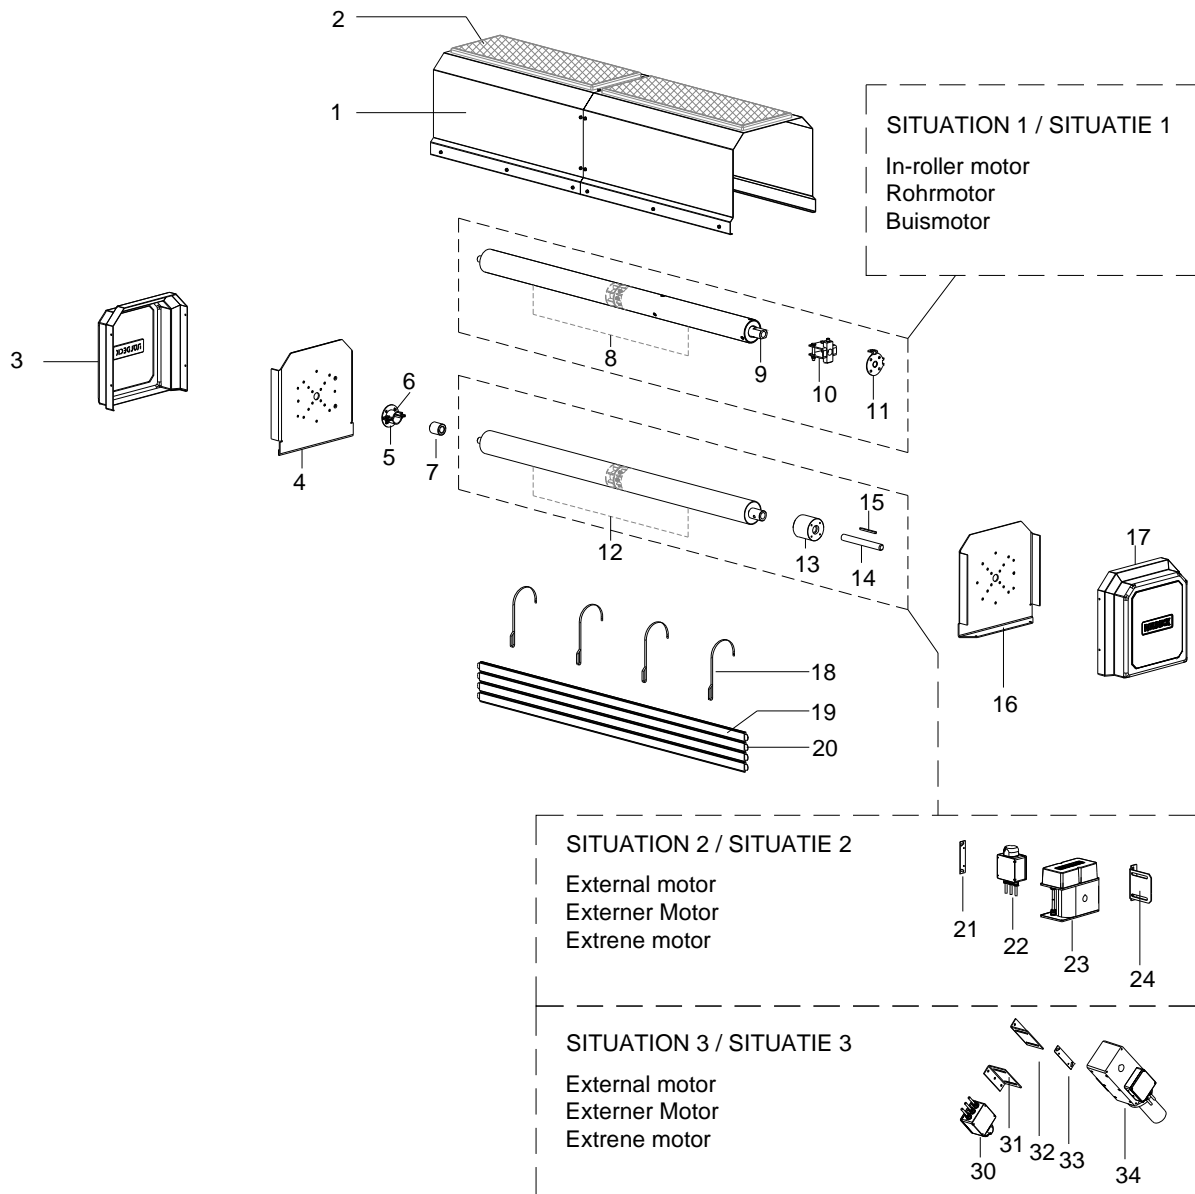 2
1
SITUATION 1 / SITUATIE 1
In-roller motor
Rohrmotor
Buismotor
3
4
5
6
7
8
9
10
11
12
13
14
15
16
17
18
19
20
SITUATION 2 / SITUATIE 2
External motor
Externer Motor
Extrene motor
21
22
23
24
SITUATION 3 / SITUATIE 3
External motor
Externer Motor
Extrene motor
30
31
32
33
34